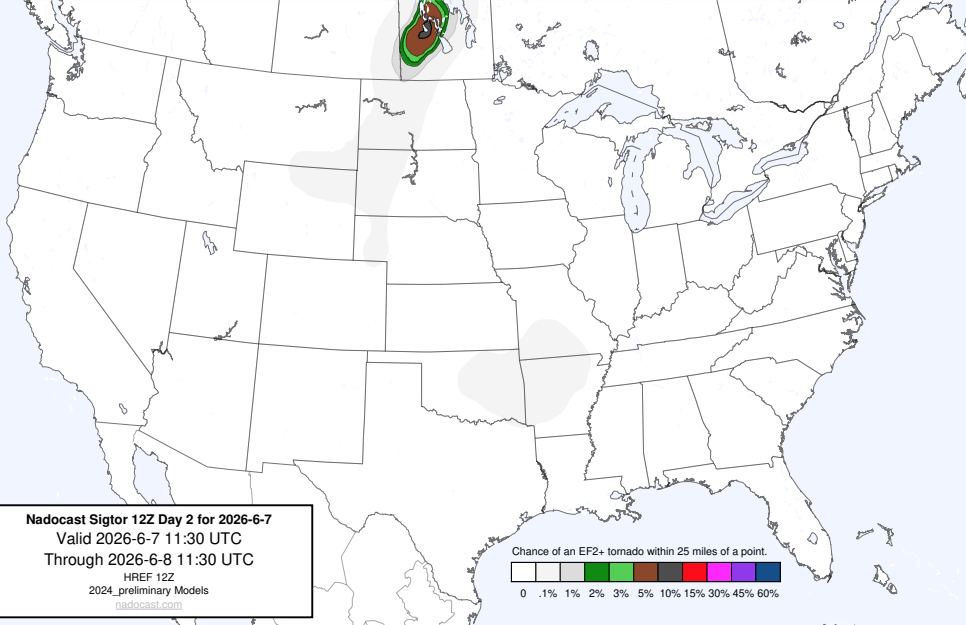 Nadocast Sigtor 12Z Day 2 for 2026-6-7
Valid 2026-6-7 11:30 UTC
Through 2026-6-8 11:30 UTC
HREF 12Z
2024_preliminary Models
nadocast.com
Chance of an EF2+ tornado within 25 miles of a point.
0 .1% 1% 2% 3% 5% 10% 15% 30% 45% 60%